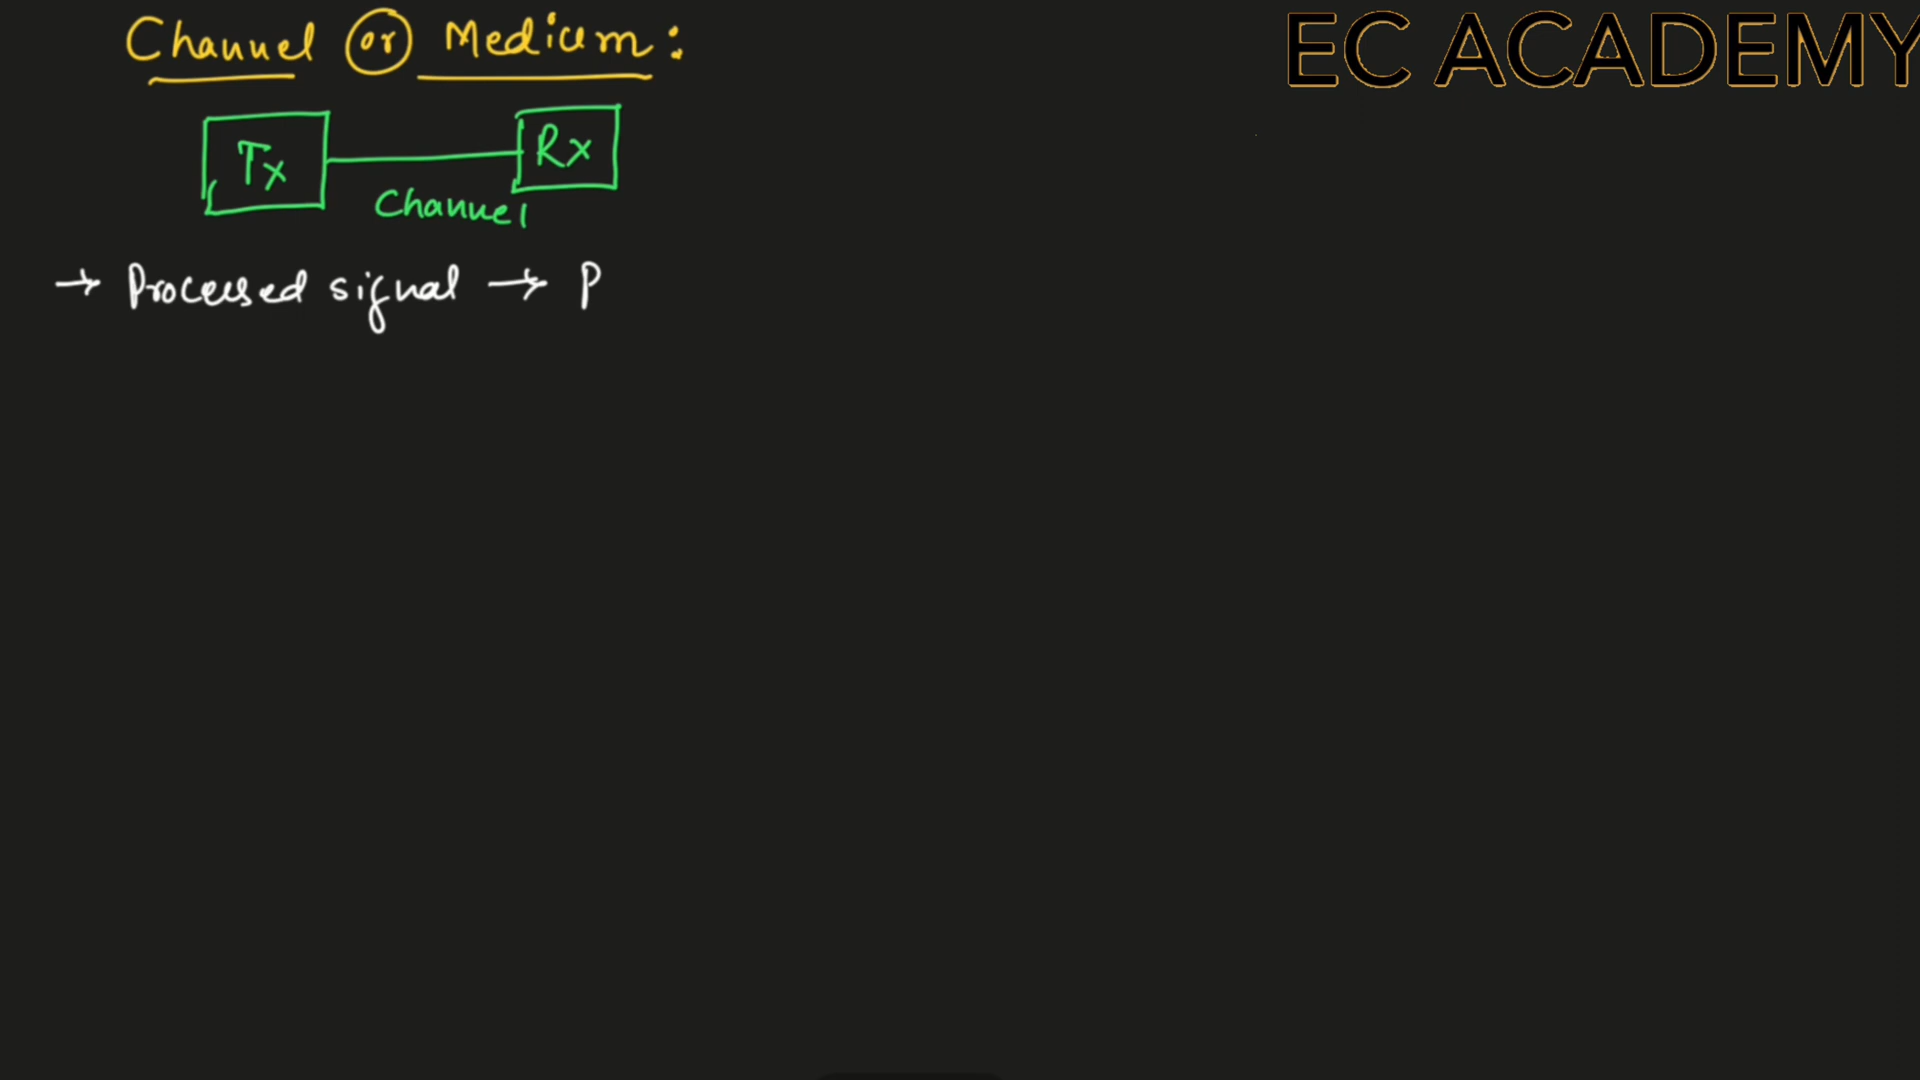 Channel or Medium :
EC ACADEMY
Tx Rx
Channel
→ Processed signal → P